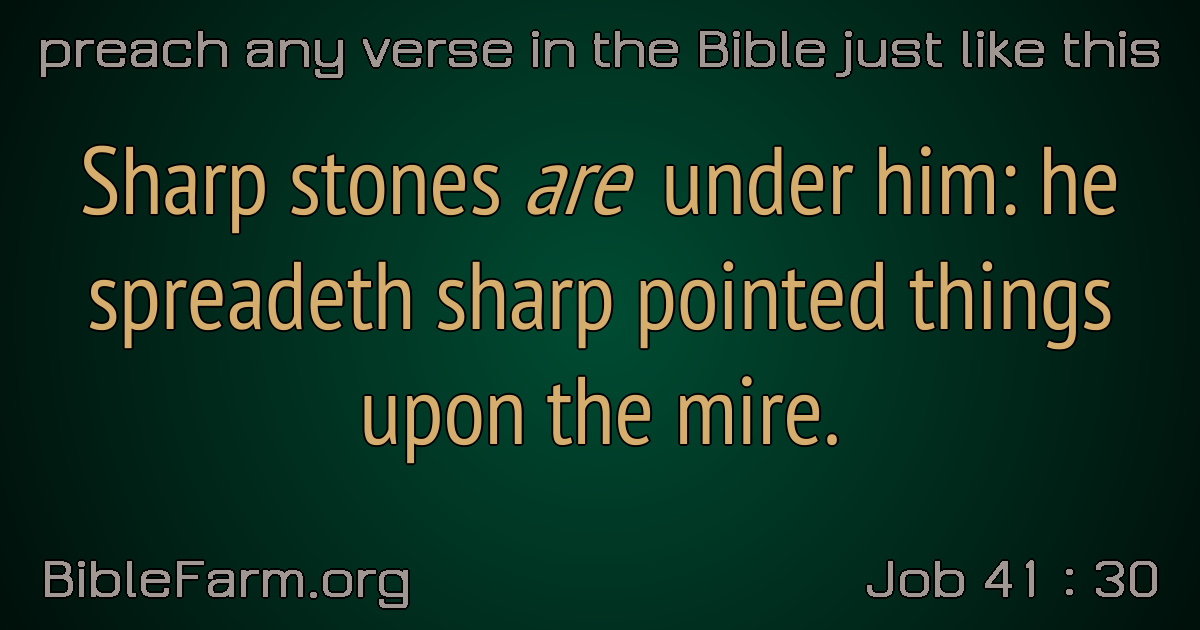 preach any verse in the Bible just like this
Sharp stones are under him: he
spreadeth sharp pointed things
upon the mire.
BibleFarm.org
Job 41 : 30